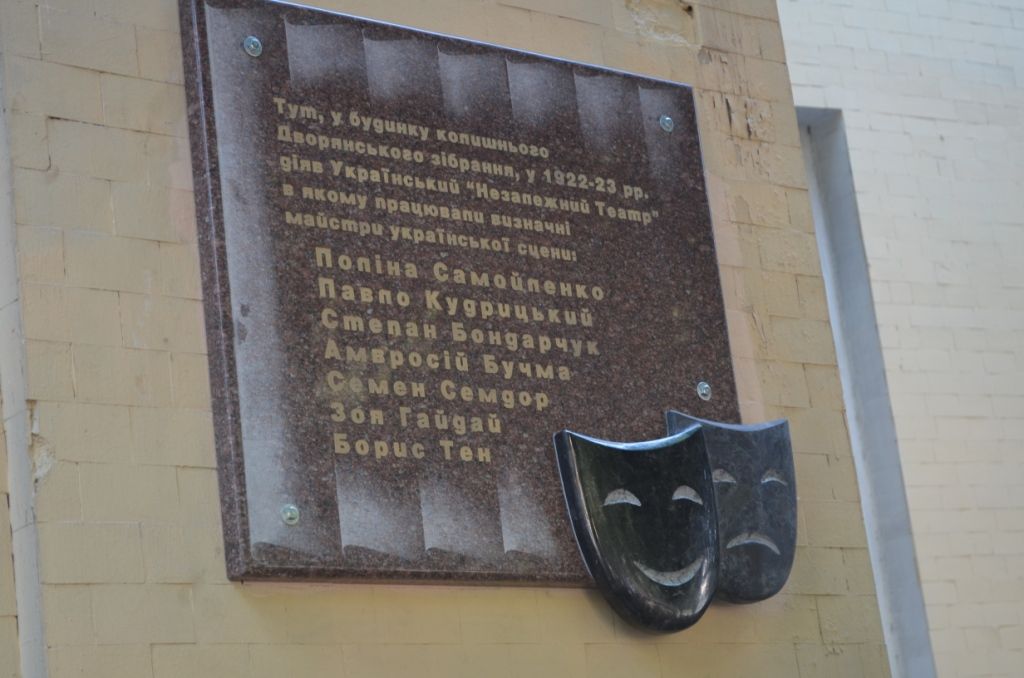 Тут, у будинку колишнього
Дворянського зібрання, у 1922-23 рр.
діяв Український "Незалежний Театр"
в якому працювали визначні
майстри української сцени:
Поліна Самойленко
Павло Кудрицький
Степан Бондарчук
Амвросій Бучма
Семен Семдор
Зоя Гайдай
Борис Тен